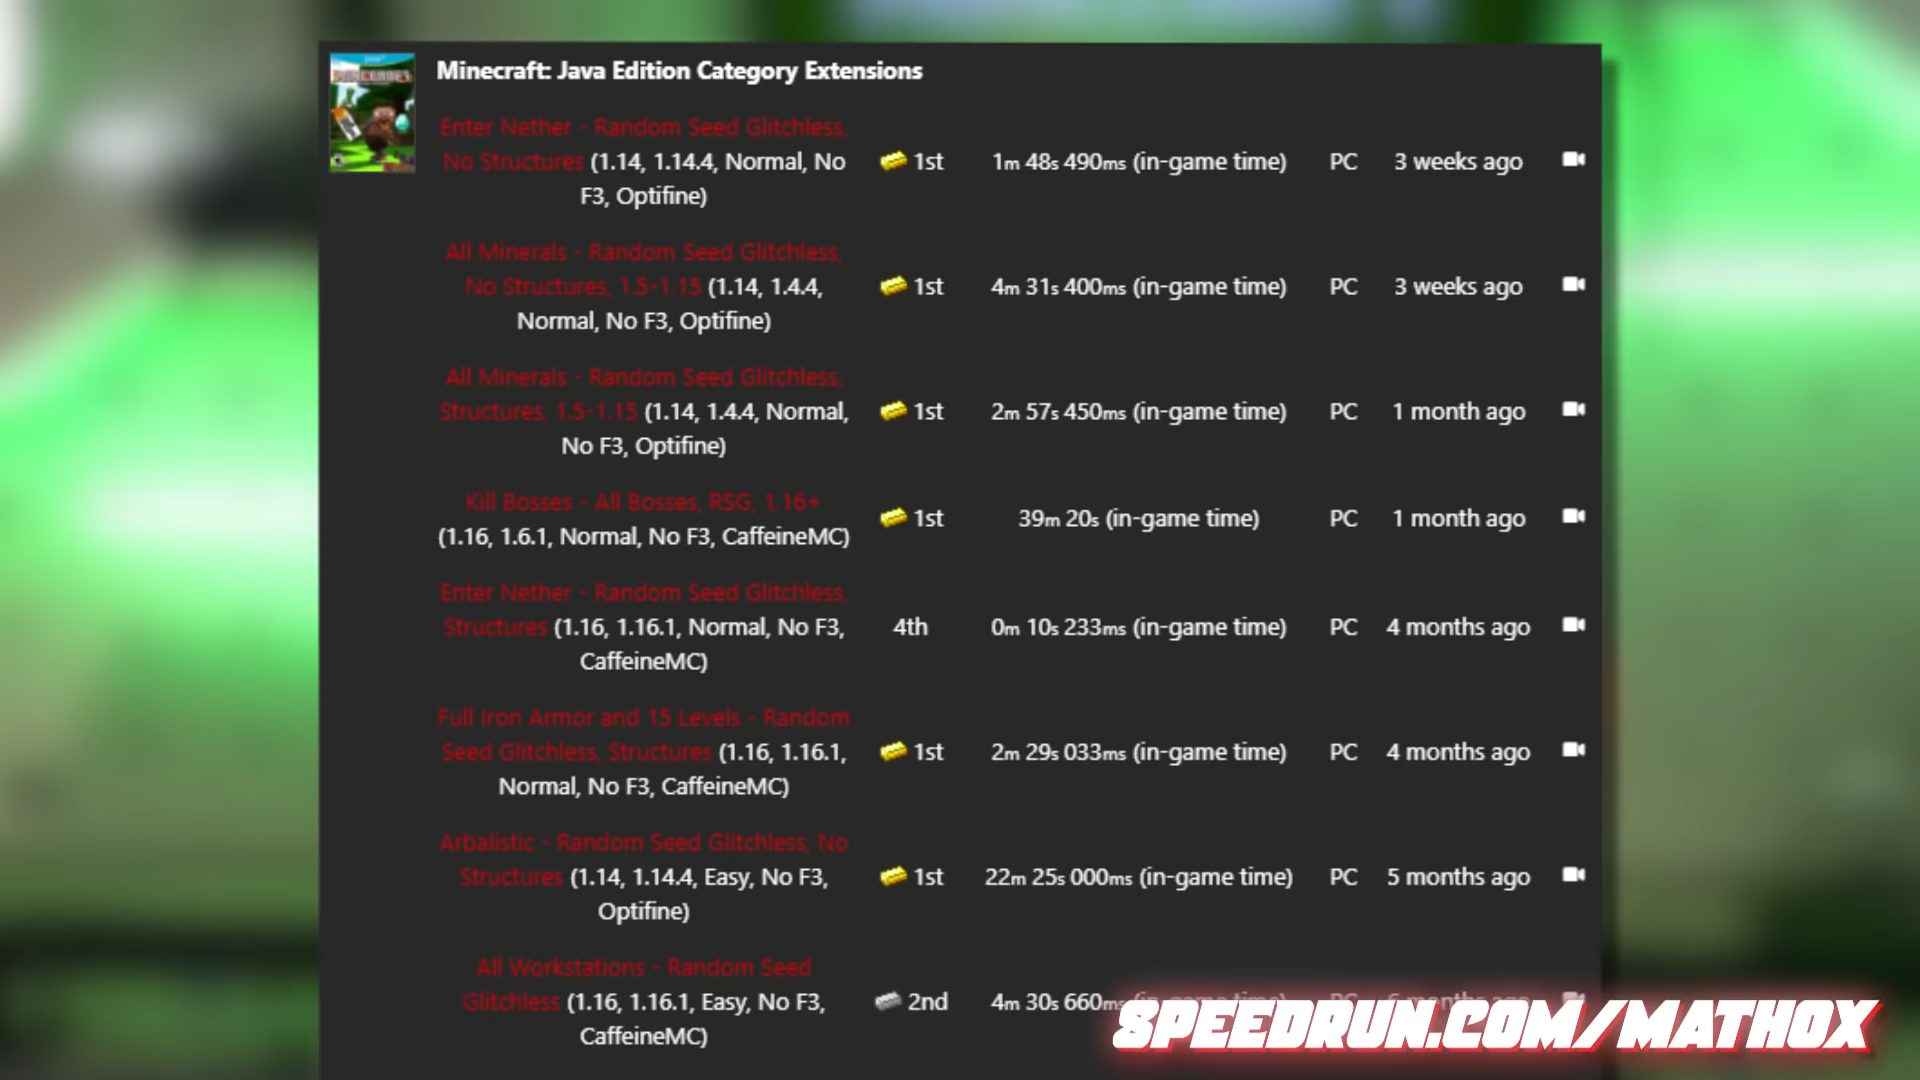 Minecraft: Java Edition Category Extensions
Enter Nether - Random Seed Glitchless,
No Structures (1.14, 1.14.4, Normal, No
F3, Optifine)
1st
1m 48s 490ms (in-game time)
PC
3 weeks ago
All Minerals - Random Seed Glitchless,
No Structures, 1.5-1.15 (1.14, 1.4.4,
Normal, No F3, Optifine)
1st
4m 31s 400ms (in-game time)
PC
3 weeks ago
All Minerals - Random Seed Glitchless,
Structures, 1.5-1.15 (1.14, 1.4.4, Normal,
No F3, Optifine)
1st
2m 57s 450ms (in-game time)
PC
1 month ago
Kill Bosses - All Bosses, RSG, 1.16+
(1.16, 1.6.1, Normal, No F3, CaffeineMC)
1st
39m 20s (in-game time)
PC
1 month ago
Enter Nether - Random Seed Glitchless,
Structures (1.16, 1.16.1, Normal, No F3,
CaffeineMC)
4th
0m 10s 233ms (in-game time)
PC
4 months ago
Full Iron Armor and 15 Levels - Random
Seed Glitchless, Structures (1.16, 1.16.1,
Normal, No F3, CaffeineMC)
1st
2m 29s 033ms (in-game time)
PC
4 months ago
Arbalistic - Random Seed Glitchless, No
Structures (1.14, 1.14.4, Easy, No F3,
Optifine)
1st
22m 25s 000ms (in-game time)
PC
5 months ago
All Workstations - Random Seed
Glitchless (1.16, 1.16.1, Easy, No F3,
CaffeineMC)
2nd
4m 30s 660ms (in-game time)
PC
months ago
SPEEDRUN.COM/MATHOX